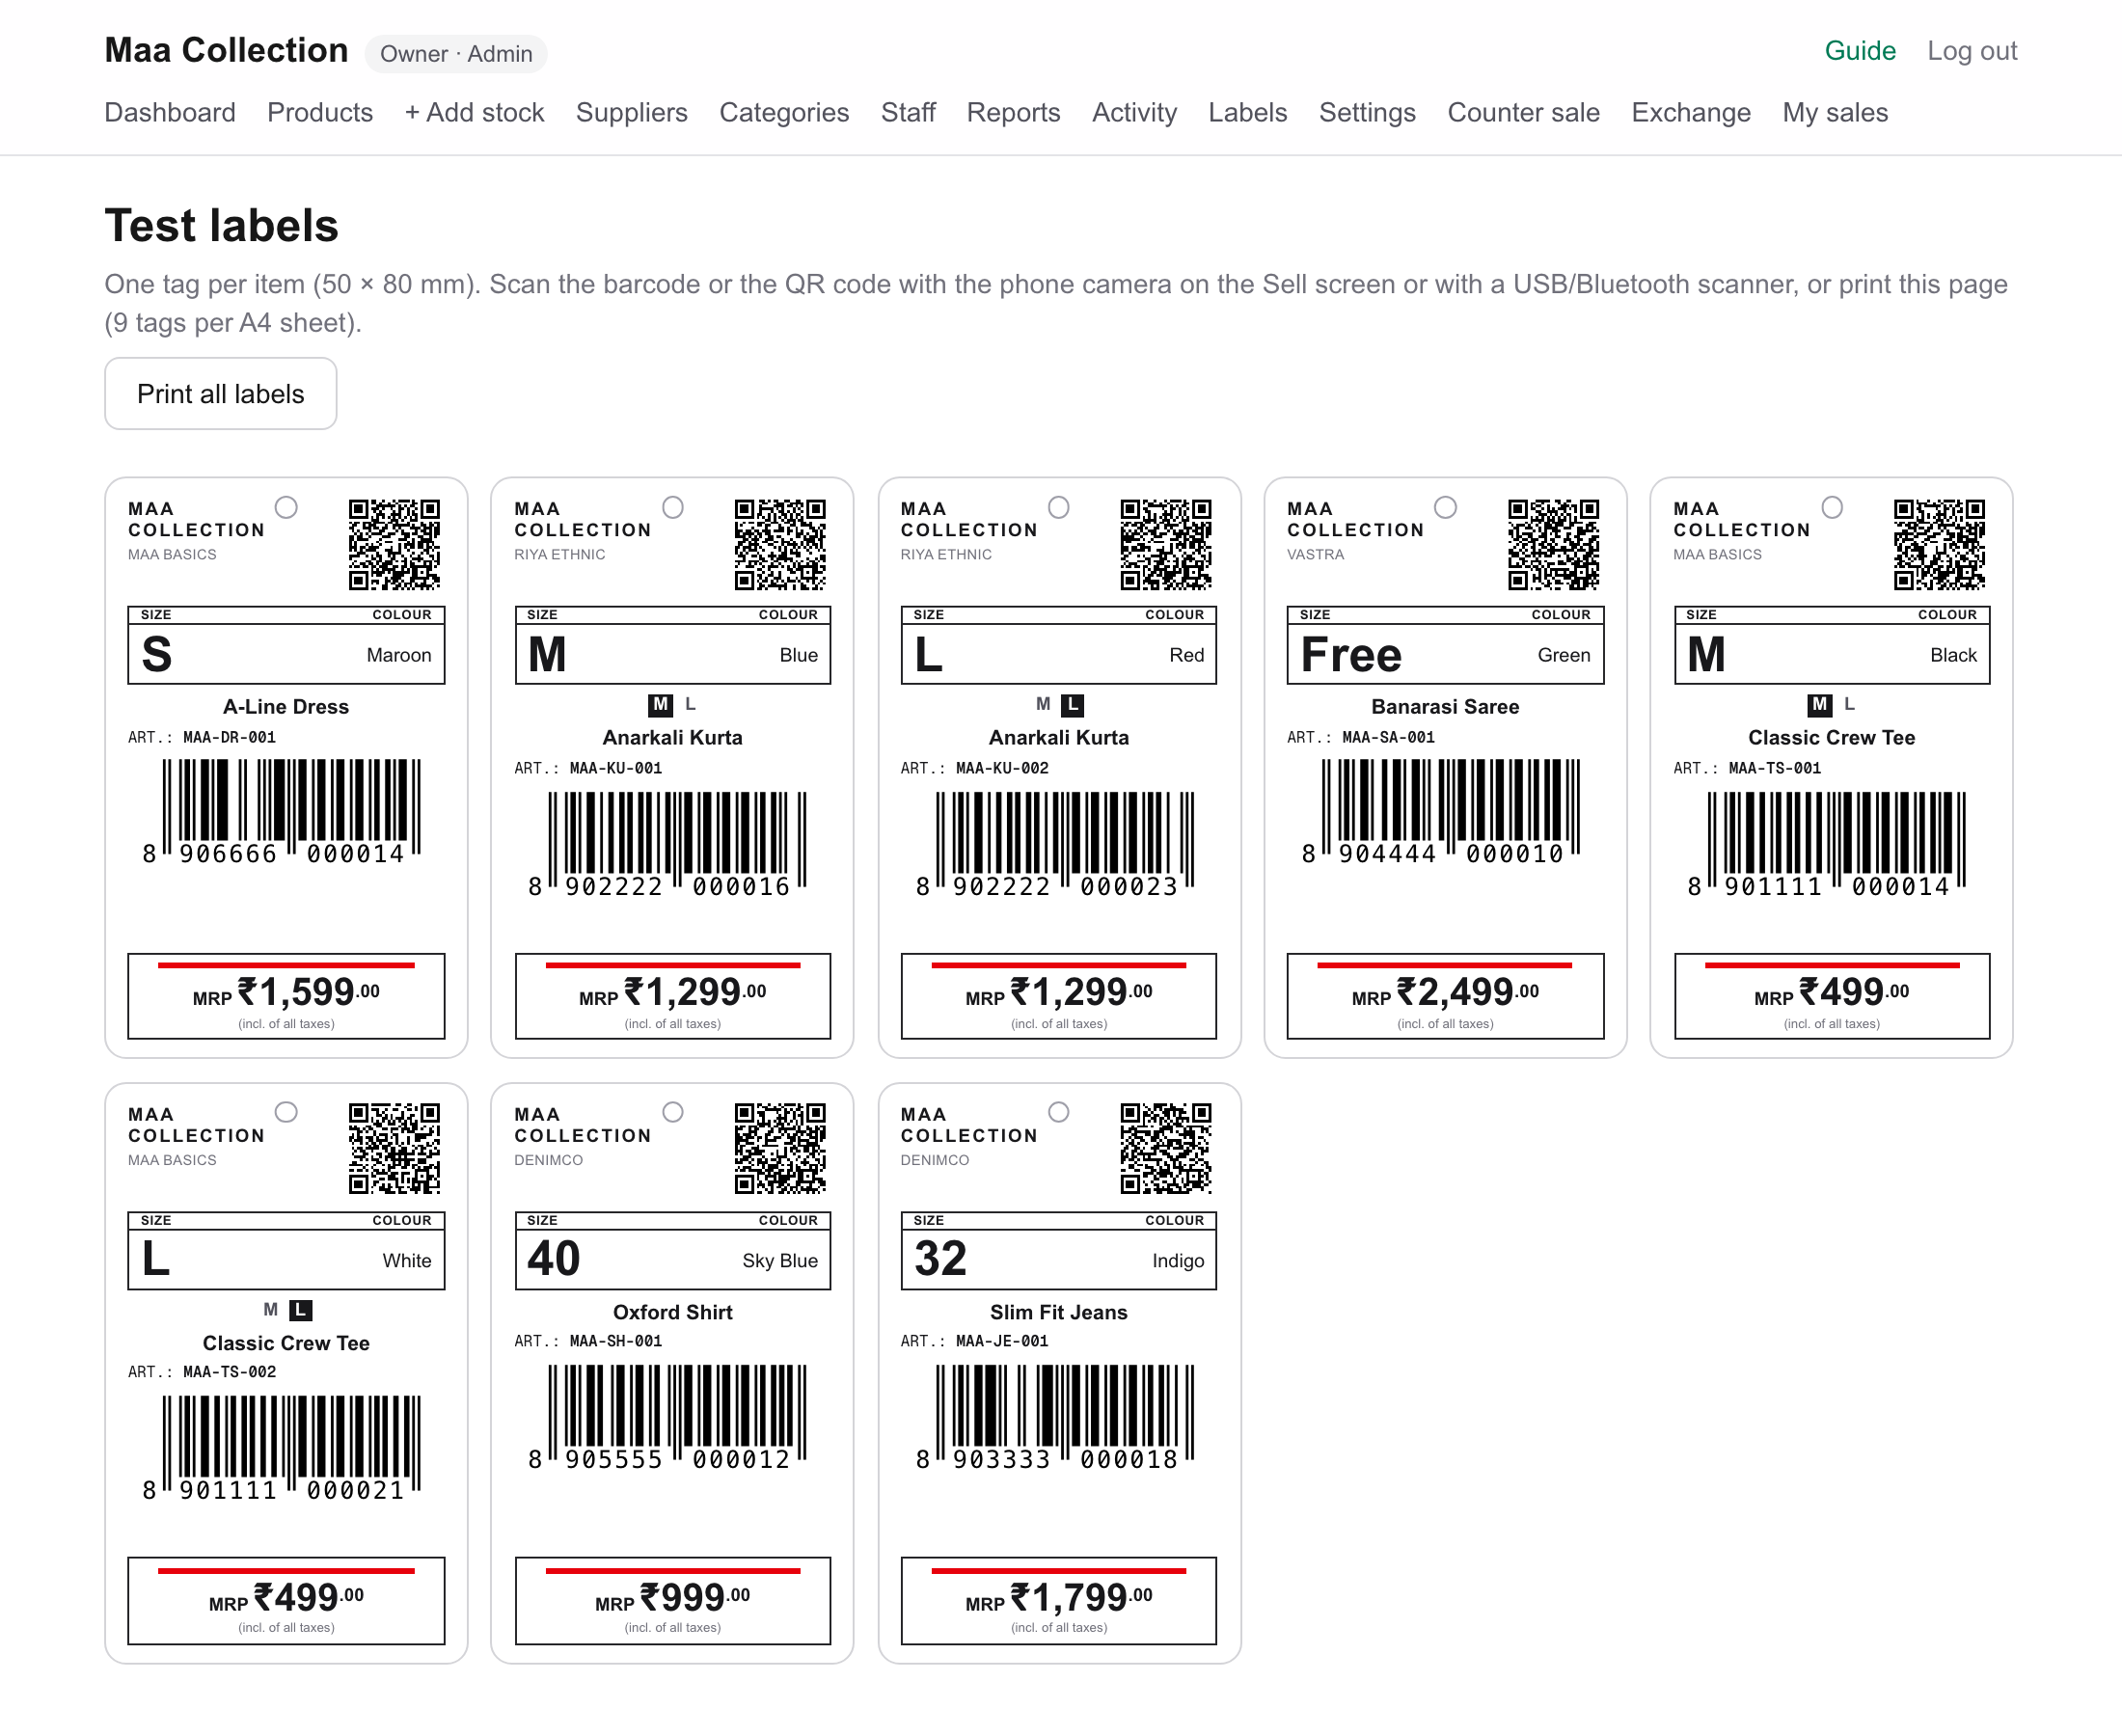 Maa Collection Owner · Admin Guide Log out
Dashboard Products + Add stock Suppliers Categories Staff Reports Activity Labels Settings Counter sale Exchange My sales
Test labels
One tag per item (50 × 80 mm). Scan the barcode or the QR code with the phone camera on the Sell screen or with a USB/Bluetooth scanner, or print this page
(9 tags per A4 sheet).
Print all labels
MAA
COLLECTION
MAA BASICS
SIZE COLOUR
S Maroon
A-Line Dress
ART.: MAA-DR-001
8 906666 000014
MRP ₹1,599.00
(incl. of all taxes)
MAA
COLLECTION
RIYA ETHNIC
SIZE COLOUR
M Blue
M L
Anarkali Kurta
ART.: MAA-KU-001
8 902222 000016
MRP ₹1,299.00
(incl. of all taxes)
MAA
COLLECTION
RIYA ETHNIC
SIZE COLOUR
L Red
M L
Anarkali Kurta
ART.: MAA-KU-002
8 902222 000023
MRP ₹1,299.00
(incl. of all taxes)
MAA
COLLECTION
VASTRA
SIZE COLOUR
Free Green
Banarasi Saree
ART.: MAA-SA-001
8 904444 000010
MRP ₹2,499.00
(incl. of all taxes)
MAA
COLLECTION
MAA BASICS
SIZE COLOUR
M Black
M L
Classic Crew Tee
ART.: MAA-TS-001
8 901111 000014
MRP ₹499.00
(incl. of all taxes)
MAA
COLLECTION
MAA BASICS
SIZE COLOUR
L White
M L
Classic Crew Tee
ART.: MAA-TS-002
8 901111 000021
MRP ₹499.00
(incl. of all taxes)
MAA
COLLECTION
DENIMCO
SIZE COLOUR
40 Sky Blue
Oxford Shirt
ART.: MAA-SH-001
8 905555 000012
MRP ₹999.00
(incl. of all taxes)
MAA
COLLECTION
DENIMCO
SIZE COLOUR
32 Indigo
Slim Fit Jeans
ART.: MAA-JE-001
8 903333 000018
MRP ₹1,799.00
(incl. of all taxes)